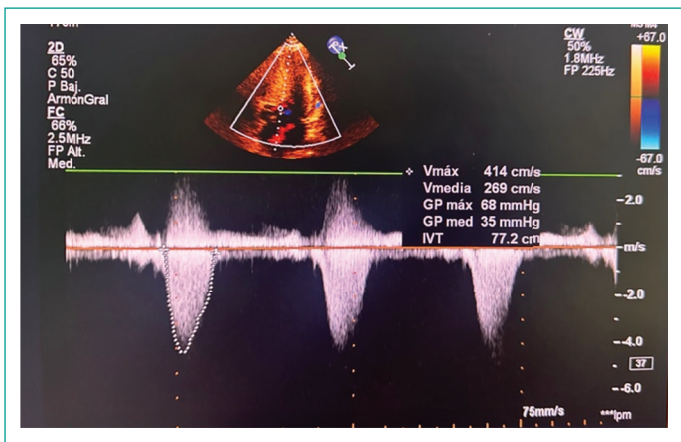 2D
65%
C 50
P Baj.
ArmónGral
FC
66%
2.5MHz
FP Alt.
Med.
CW
50%
1.8MHz
FP 225Hz
+67.0
-67.0
cm/s
Vmáx 414 cm/s
Vmedia 269 cm/s
GP máx 68 mmHg
GP med 35 mmHg
IVT 77.2 cm
-2.0
-m/s
--2.0
--4.0
37
--6.0
75mm/s
***lpm